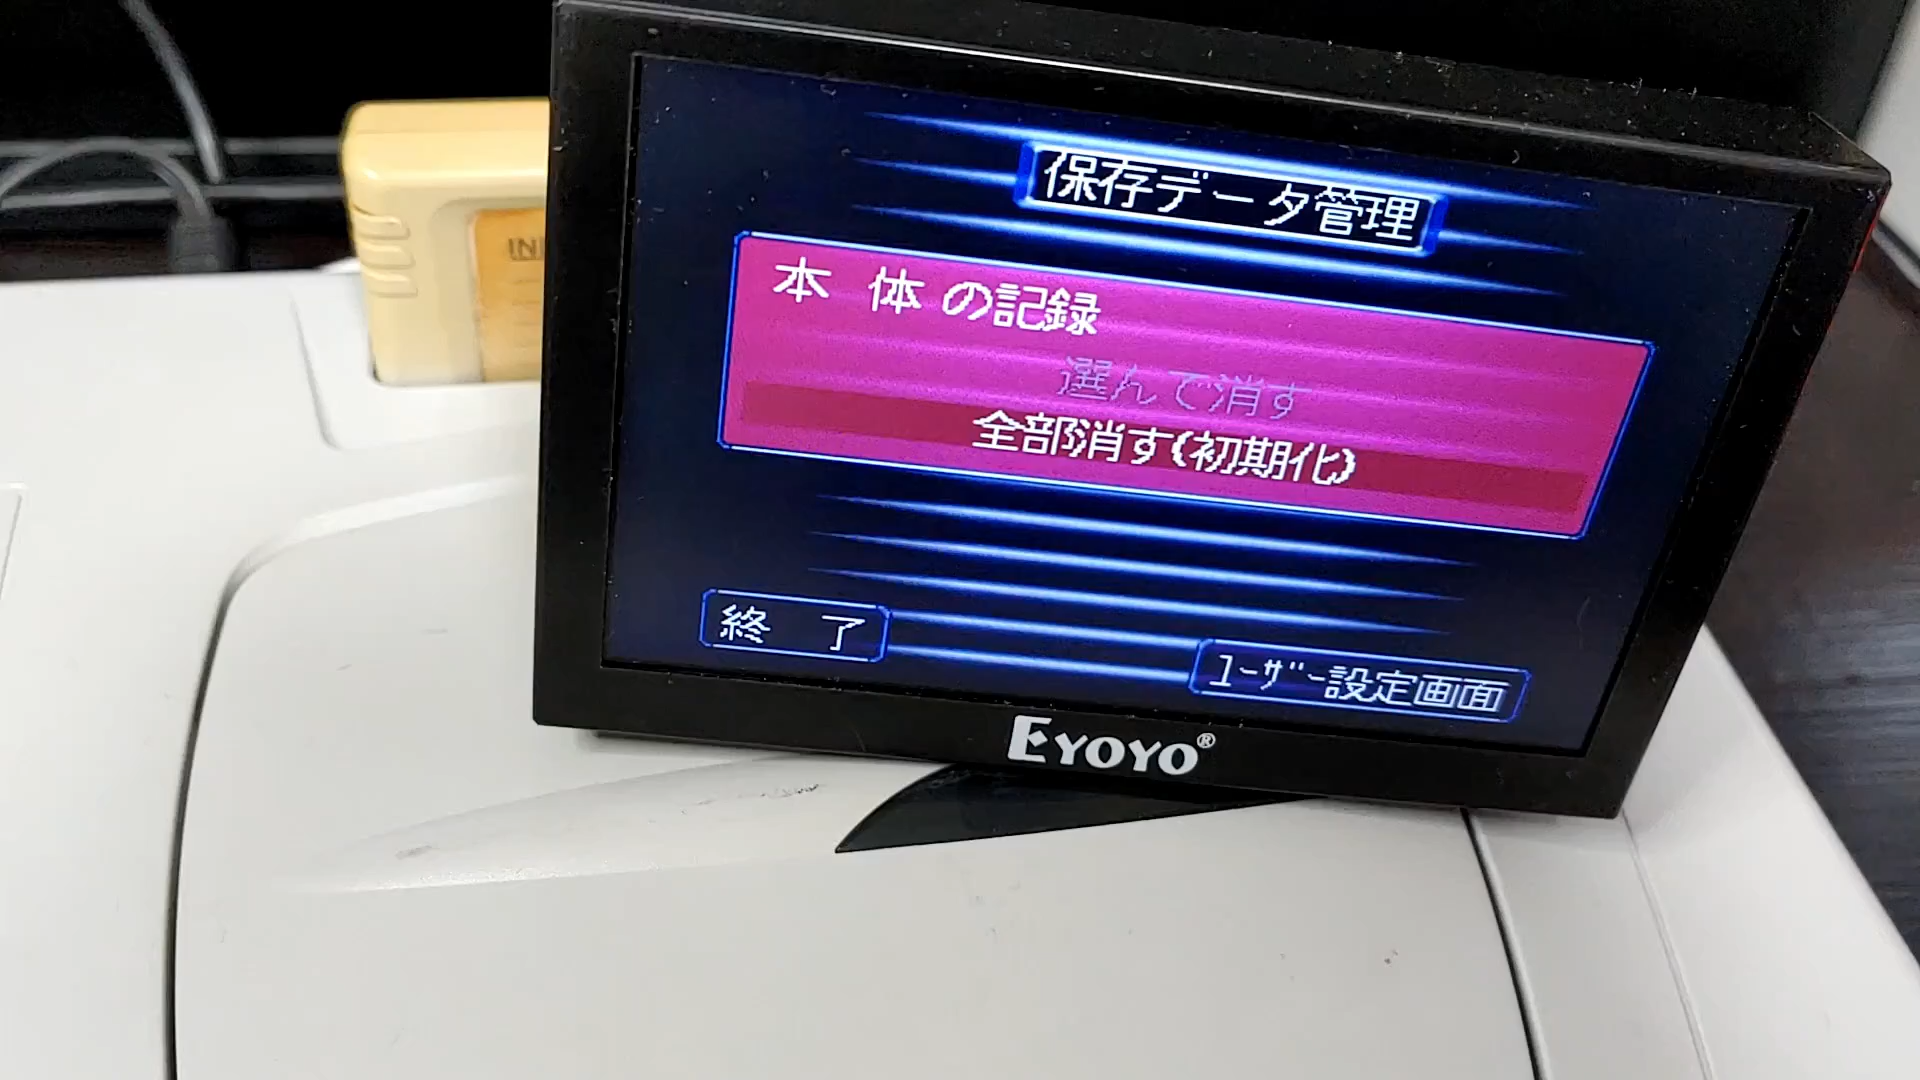 保存データ管理
本 体 の記録
選んで消す
全部消す(初期化)
終 了
ユーザー設定画面
EYOYO®